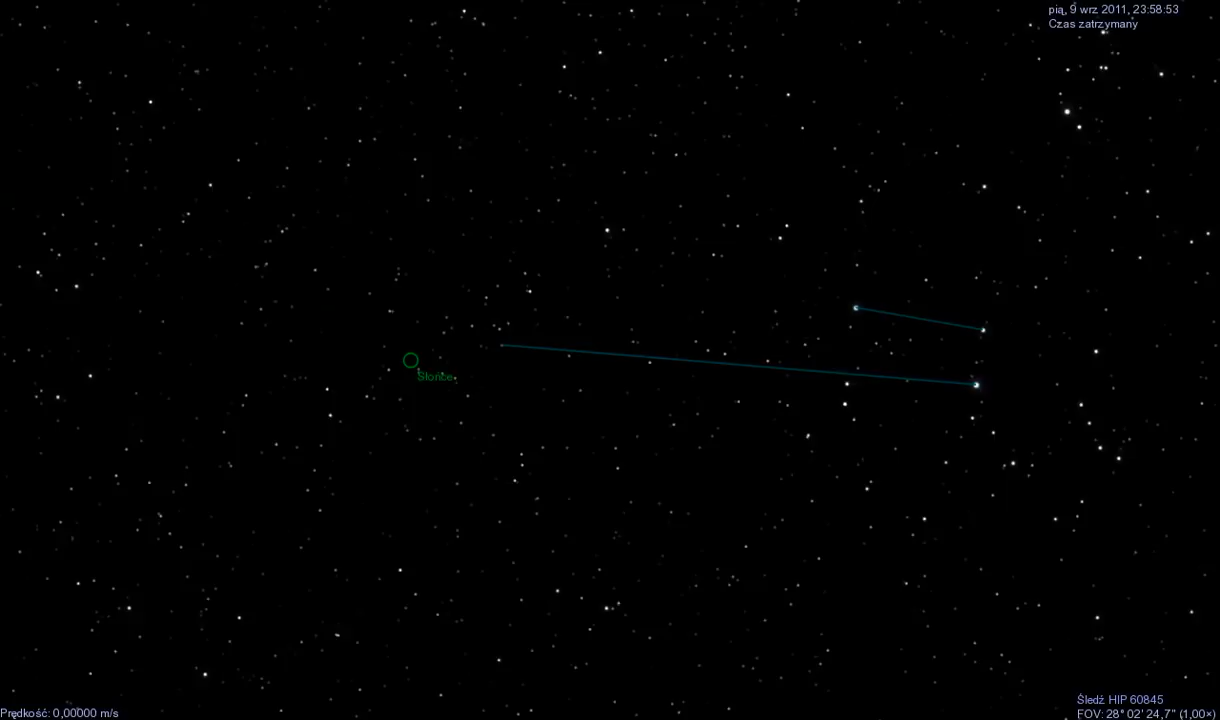 pią, 9 wrz 2011, 23:58:53
Czas zatrzymany
Słońce
Śledź HIP 60845
Prędkość: 0,00000 m/s
FOV: 28° 02' 24,7" (1,00×)